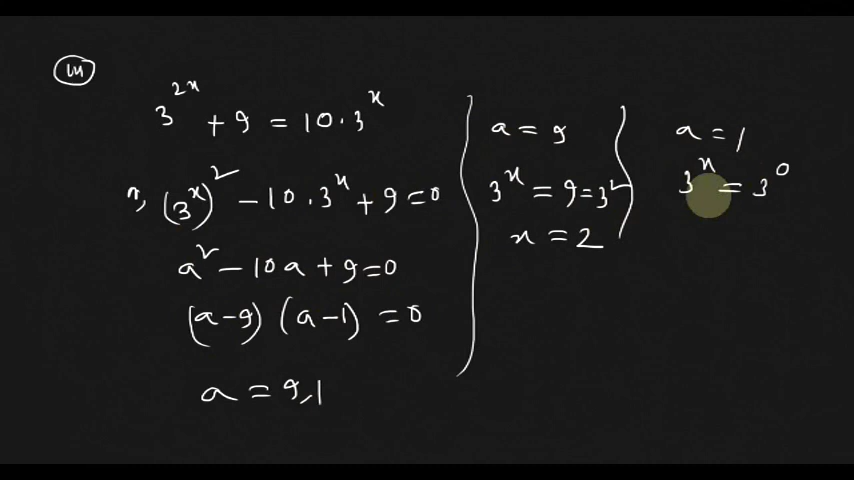 (iii)
3^{2x} + 9 = 10 . 3^x
(3^x)^2 - 10 . 3^x + 9 = 0
a^2 - 10a + 9 = 0
(a - 9) (a - 1) = 0
a = 9, 1
a = 9
3^x = 9 = 3^2
x = 2
a = 1
3^x = 3^0